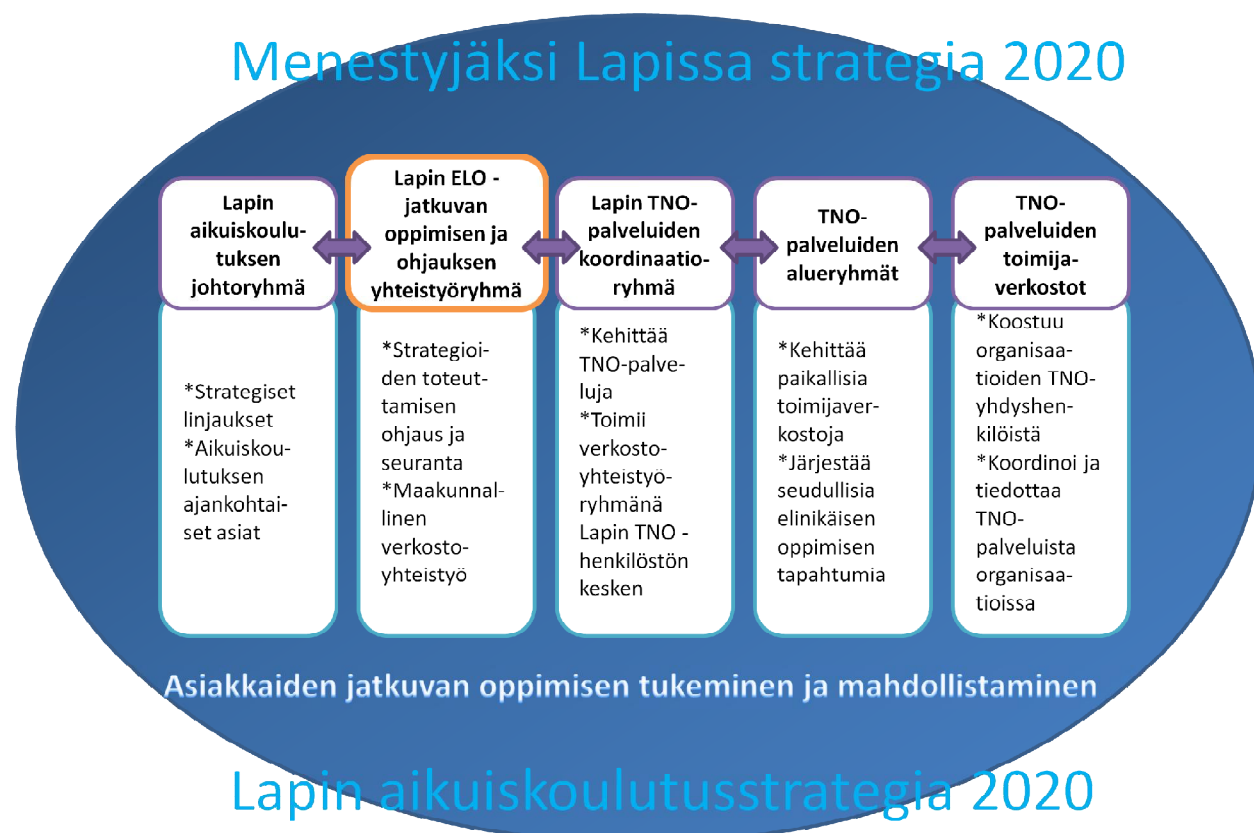 Menestyjäksi Lapissa strategia 2020
Lapin
aikuiskoulu-
tuksen
johtoryhmä
*Strategiset
linjaukset
*Aikuiskou-
lutuksen
ajankohtai-
set asiat
Lapin ELO -
jatkuvan
oppimisen ja
ohjauksen
yhteistyöryhmä
*Strategioi-
den toteut-
tamisen
ohjaus ja
seuranta
*Maakunnal-
linen
verkosto-
yhteistyö
Lapin TNO-
palveluiden
koordinaatio-
ryhmä
*Kehittää
TNO-palve-
luja
*Toimii
verkosto-
yhteistyö-
ryhmänä
Lapin TNO -
henkilöstön
kesken
TNO-
palveluiden
alueryhmät
*Kehittää
paikallisia
toimijaver-
kostoja
*Järjestää
seudullisia
elinikäisen
oppimisen
tapahtumia
TNO-
palveluiden
toimija-
verkostot
*Koostuu
organisaa-
tioiden TNO-
yhdyshen-
kilöistä
*Koordinoi ja
tiedottaa
TNO-
palveluista
organisaa-
tioissa
Asiakkaiden jatkuvan oppimisen tukeminen ja mahdollistaminen
Lapin aikuiskoulutusstrategia 2020